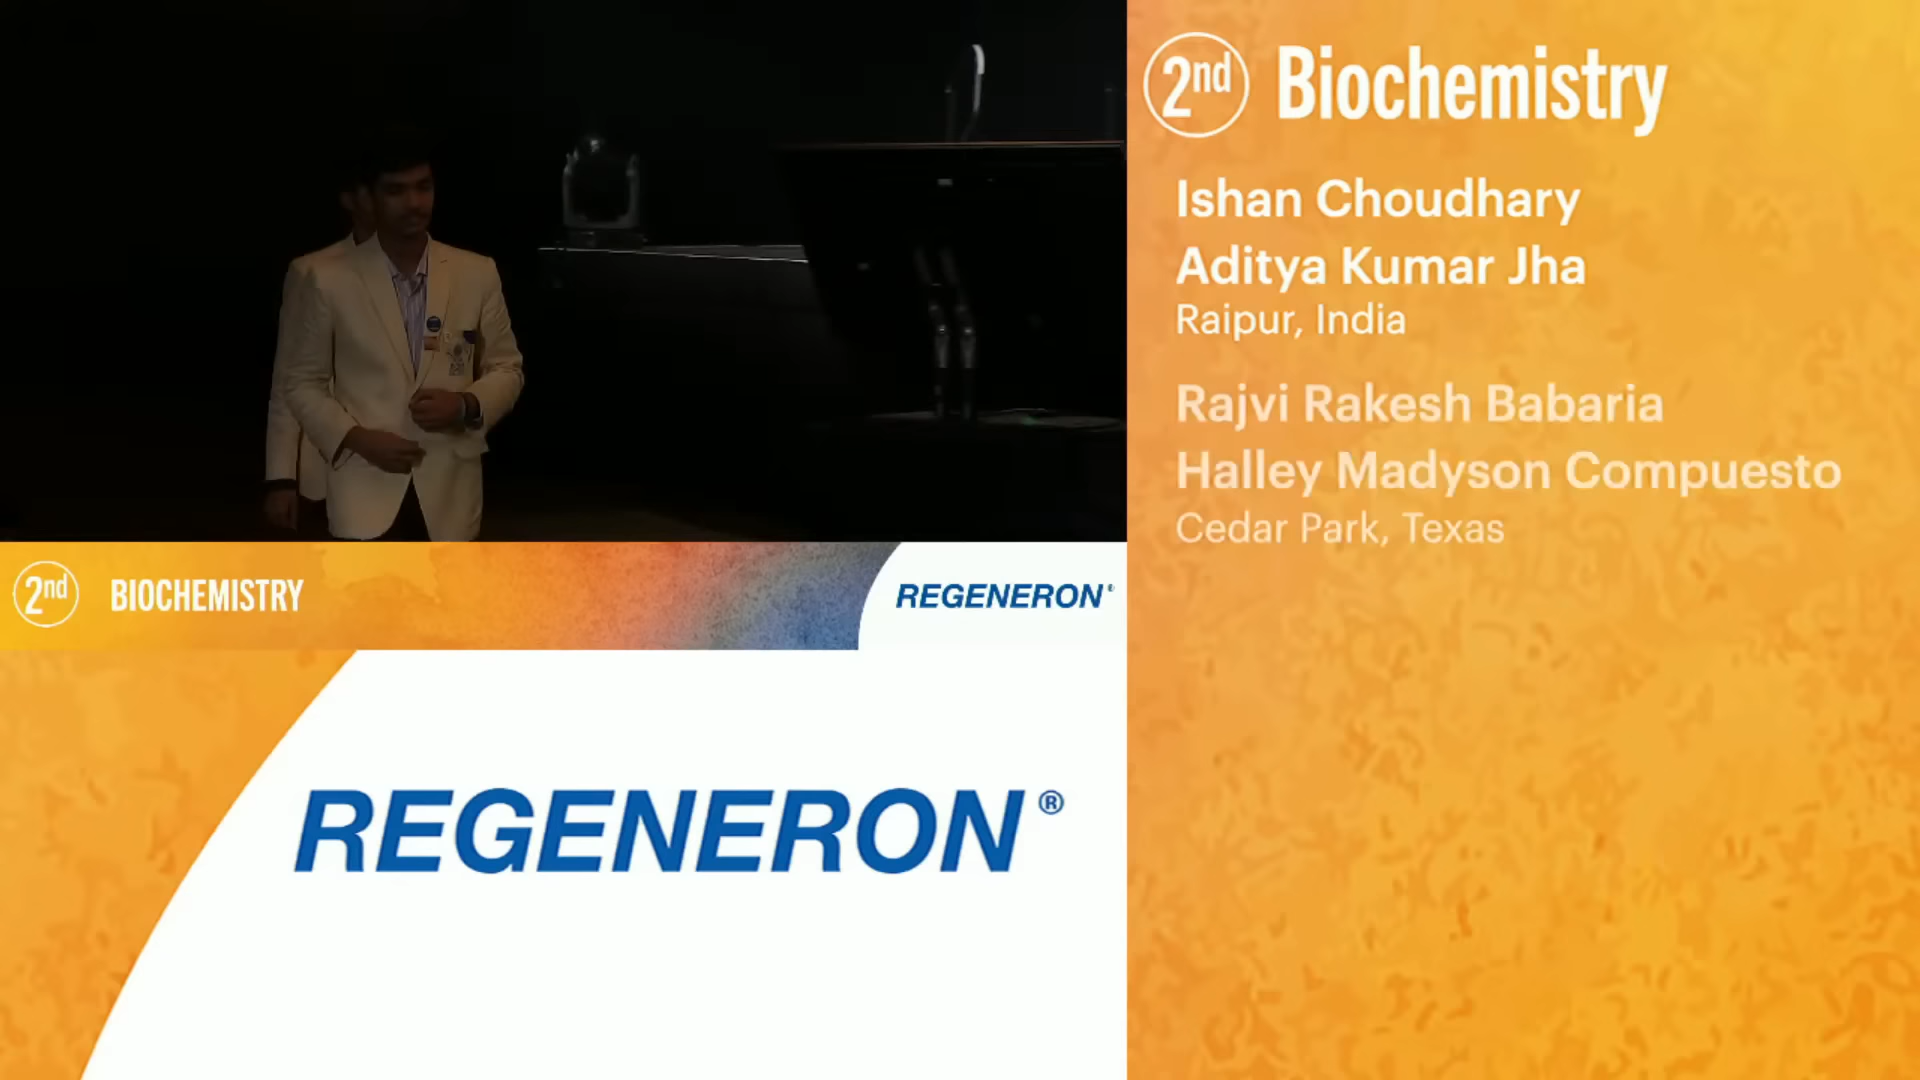 2nd Biochemistry
Ishan Choudhary
Aditya Kumar Jha
Raipur, India
Rajvi Rakesh Babaria
Halley Madyson Compuesto
Cedar Park, Texas
2nd BIOCHEMISTRY
REGENERON®
REGENERON®